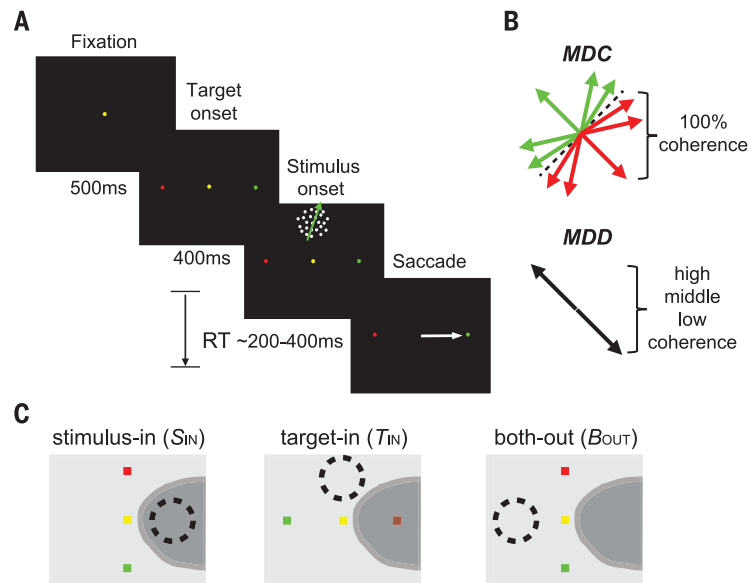 A
Fixation
Target
onset
Stimulus
onset
Saccade
500ms
400ms
RT ~200-400ms
B
MDC
100%
coherence
MDD
high
middle
low
coherence
C
stimulus-in (SIN)
target-in (TIN)
both-out (BOUT)